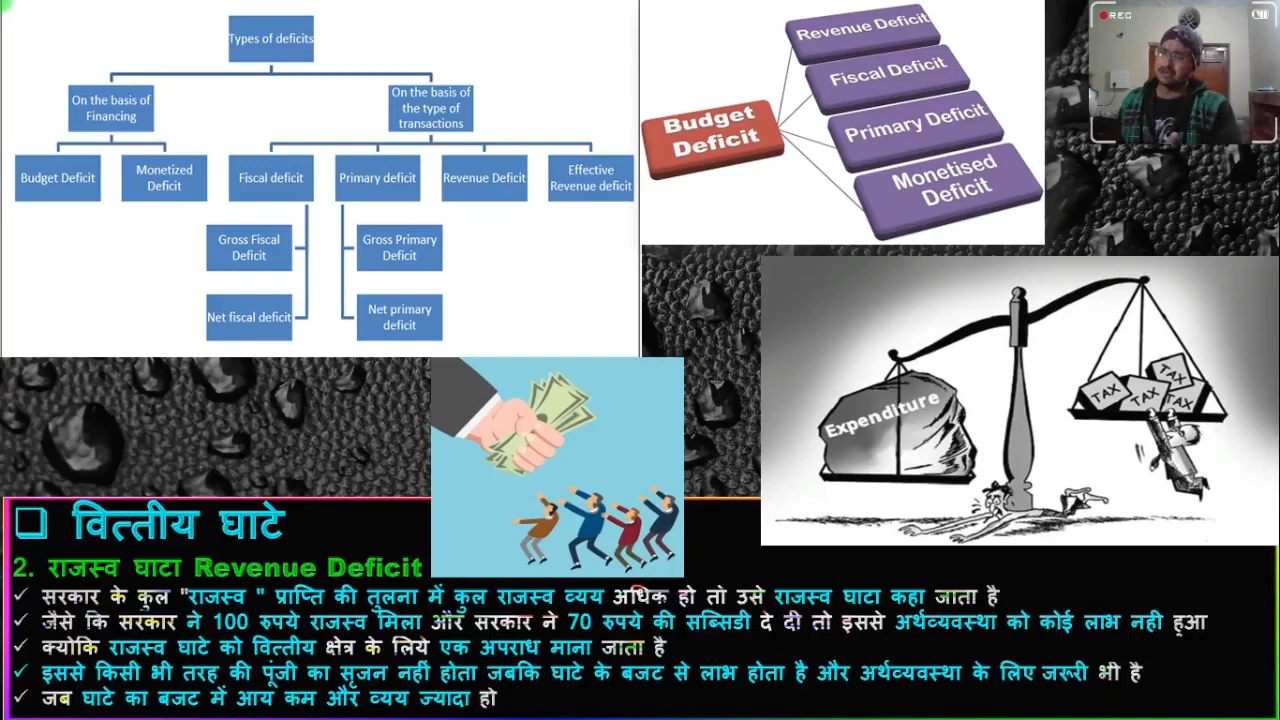 Types of deficits
On the basis of
Financing
On the basis of
the type of
transactions
Budget Deficit
Monetized
Deficit
Fiscal deficit
Primary deficit
Revenue Deficit
Effective
Revenue deficit
Gross Fiscal
Deficit
Gross Primary
Deficit
Net fiscal deficit
Net primary
deficit
Budget
Deficit
Revenue Deficit
Fiscal Deficit
Primary Deficit
Monetised
Deficit
REC
Expenditure
TAX
TAX
TAX
TAX
❑ वित्तीय घाटे
2. राजस्व घाटा Revenue Deficit
✓ सरकार के कुल "राजस्व " प्राप्ति की तुलना में कुल राजस्व व्यय अधिक हो तो उसे राजस्व घाटा कहा जाता है
✓ जैसे कि सरकार ने 100 रुपये राजस्व मिला और सरकार ने 70 रुपये की सब्सिडी दे दी तो इससे अर्थव्यवस्था को कोई लाभ नही हुआ
✓ क्योकि राजस्व घाटे को वित्तीय क्षेत्र के लिये एक अपराध माना जाता है
✓ इससे किसी भी तरह की पूंजी का सृजन नहीं होता जबकि घाटे के बजट से लाभ होता है और अर्थव्यवस्था के लिए जरूरी भी है
✓ जब घाटे का बजट में आय कम और व्यय ज्यादा हो